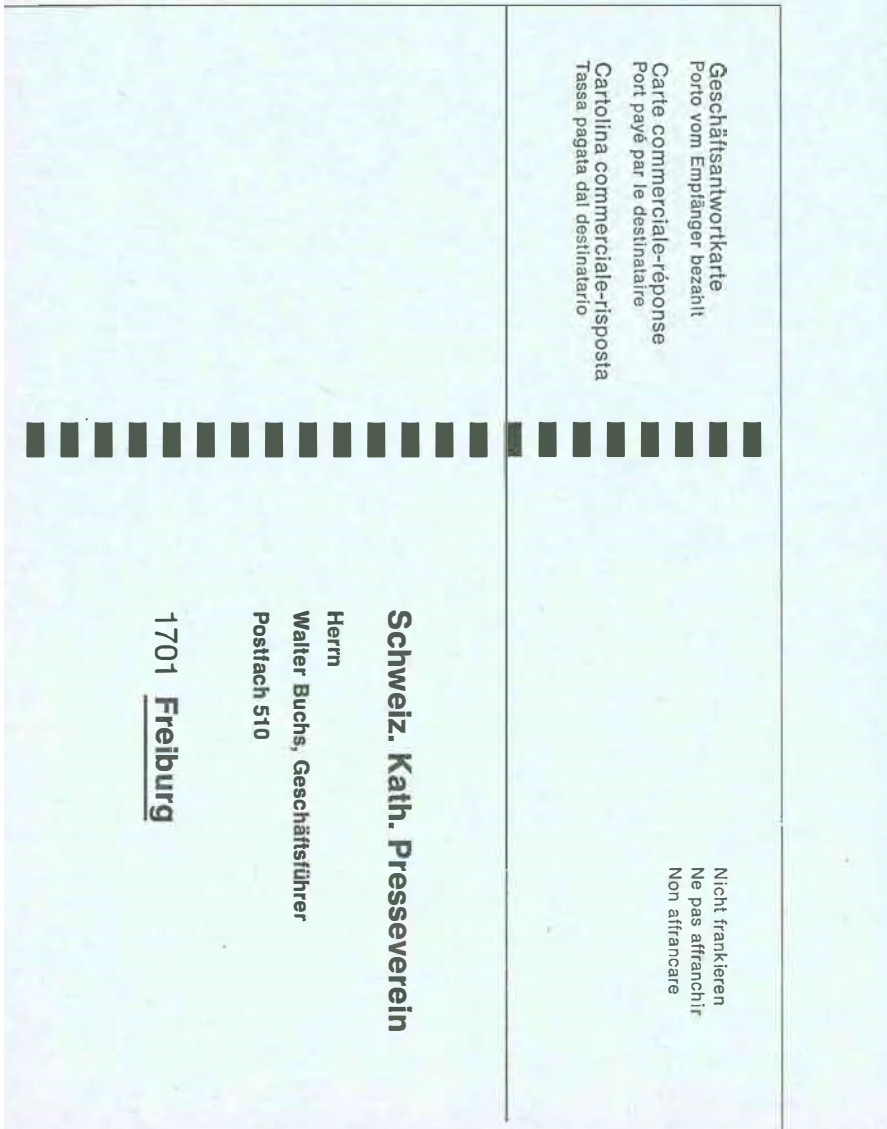 Geschäftsantwortkarte
Porto vom Empfänger bezahlt
Carte commerciale-réponse
Port payé par le destinataire
Cartolina commerciale-risposta
Tassa pagata dal destinatario
Nicht frankieren
Ne pas affranchir
Non affrancare
Schweiz. Kath. Presseverein
Herrn
Walter Buchs, Geschäftsführer
Postfach 510
1701 Freiburg